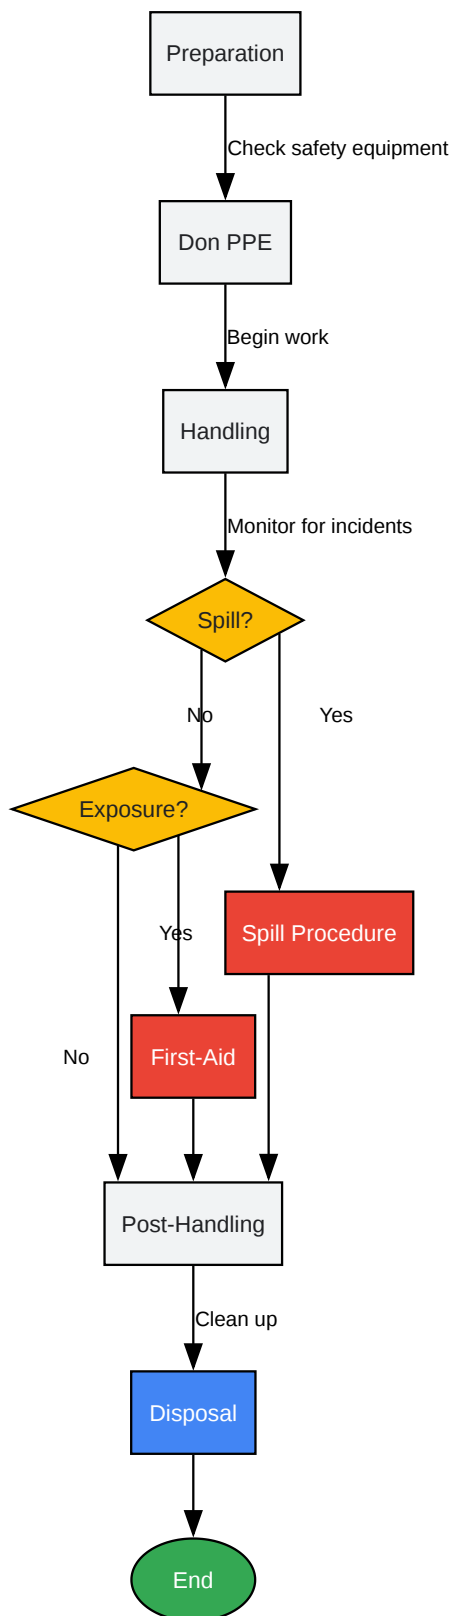 Preparation
Check safety equipment
Don PPE
Begin work
Handling
Monitor for incidents
Spill?
No
Yes
Exposure?
Yes
Spill Procedure
No
First-Aid
Post-Handling
Clean up
Disposal
End